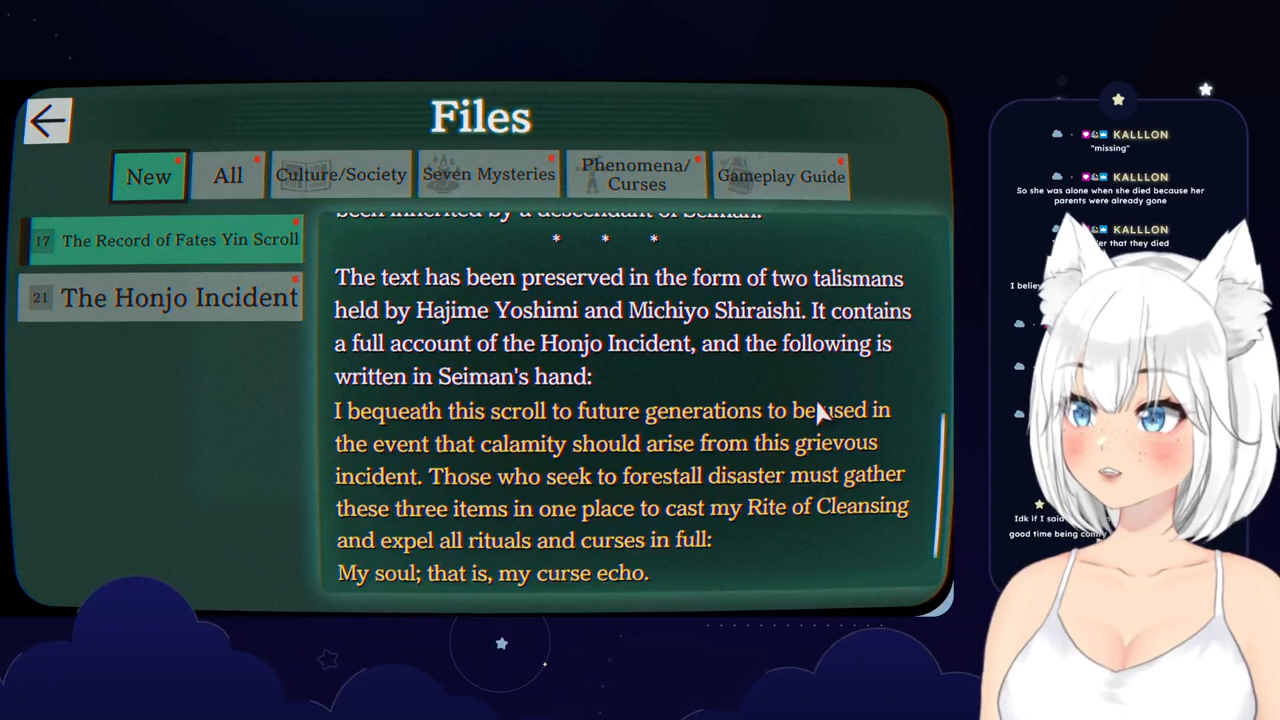 Files
New
All
Culture/Society
Seven Mysteries
Phenomena/
Curses
Gameplay Guide
17 The Record of Fates Yin Scroll
21 The Honjo Incident
been inherited by a descendant of Seiman.
* * *
The text has been preserved in the form of two talismans
held by Hajime Yoshimi and Michiyo Shiraishi. It contains
a full account of the Honjo Incident, and the following is
written in Seiman's hand:
I bequeath this scroll to future generations to be used in
the event that calamity should arise from this grievous
incident. Those who seek to forestall disaster must gather
these three items in one place to cast my Rite of Cleansing
and expel all rituals and curses in full:
My soul; that is, my curse echo.
KALLLON
"missing"
KALLLON
So she was alone when she died because her
parents were already gone
KALLLON
that they died
I
Idk if I said
good time being